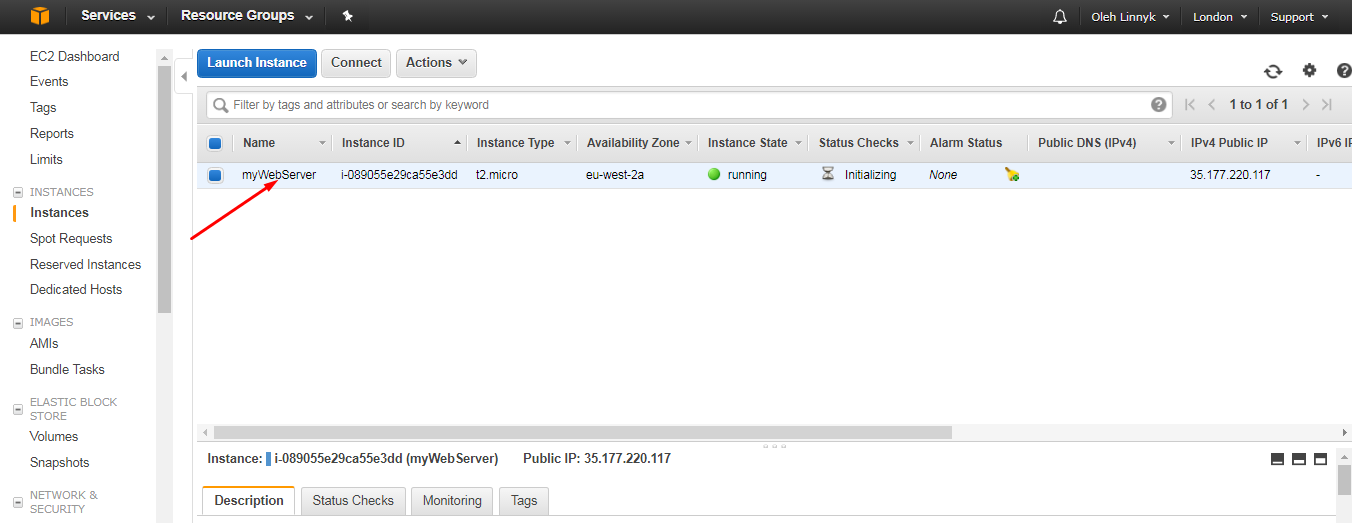 Services Resource Groups Oleh Linnyk London Support
EC2 Dashboard
Events
Tags
Reports
Limits
INSTANCES
Instances
Spot Requests
Reserved Instances
Dedicated Hosts
IMAGES
AMIs
Bundle Tasks
ELASTIC BLOCK
STORE
Volumes
Snapshots
NETWORK &
SECURITY
Launch Instance Connect Actions
Filter by tags and attributes or search by keyword ? 1 to 1 of 1
Name Instance ID Instance Type Availability Zone Instance State Status Checks Alarm Status Public DNS (IPv4) IPv4 Public IP IPv6 IP
myWebServer i-089055e29ca55e3dd t2.micro eu-west-2a running Initializing None 35.177.220.117 -
Instance: i-089055e29ca55e3dd (myWebServer) Public IP: 35.177.220.117
Description Status Checks Monitoring Tags